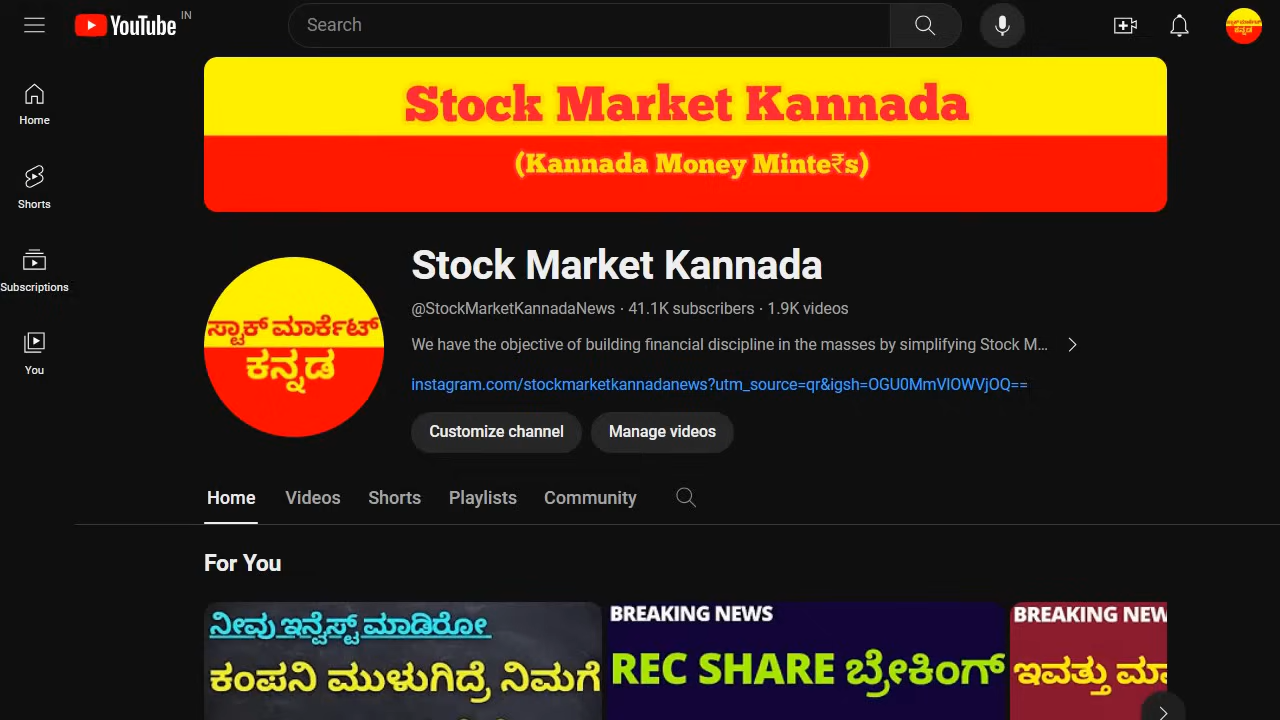 YouTube IN
Search
Stock Market Kannada
(Kannada Money Minte₹s)
Home
Shorts
Subscriptions
You
ಸ್ಟಾಕ್ ಮಾರ್ಕೆಟ್
ಕನ್ನಡ
Stock Market Kannada
@StockMarketKannadaNews · 41.1K subscribers · 1.9K videos
We have the objective of building financial discipline in the masses by simplifying Stock M...
instagram.com/stockmarketkannadanews?utm_source=qr&igsh=OGU0MmVlOWVjOQ==
Customize channel Manage videos
Home Videos Shorts Playlists Community
For You
ನೀವು ಇನ್ವೆಸ್ಟ್ ಮಾಡಿರೋ
ಕಂಪನಿ ಮುಳುಗಿದ್ರೆ ನಿಮಗೆ
BREAKING NEWS
REC SHARE ಬ್ರೇಕಿಂಗ್
BREAKING NEW
ಇವತ್ತು ಮಾ